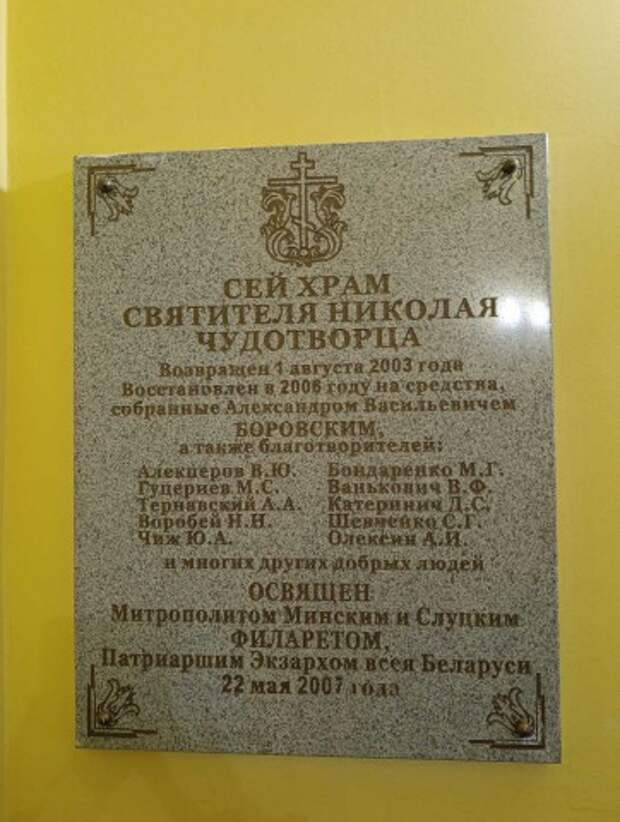 СЕЙ ХРАМ
СВЯТИТЕЛЯ НИКОЛАЯ
ЧУДОТВОРЦА
Возвращен 1 августа 2003 года
Восстановлен в 2006 году на средства,
собранные Александром Васильевичем
БОРОВСКИМ,
а также благотворителей:
Алекперов В.Ю. Бондаренко М.Г.
Гуцериев М.С. Ванькович В.Ф.
Тернавский А.А. Катеринич Д.С.
Воробей Н.Н. Шевченко С.Г.
Чиж Ю.А. Олексин А.И.
и многих других добрых людей
ОСВЯЩЕН
Митрополитом Минским и Слуцким
ФИЛАРЕТОМ,
Патриаршим Экзархом всея Беларуси
22 мая 2007 года